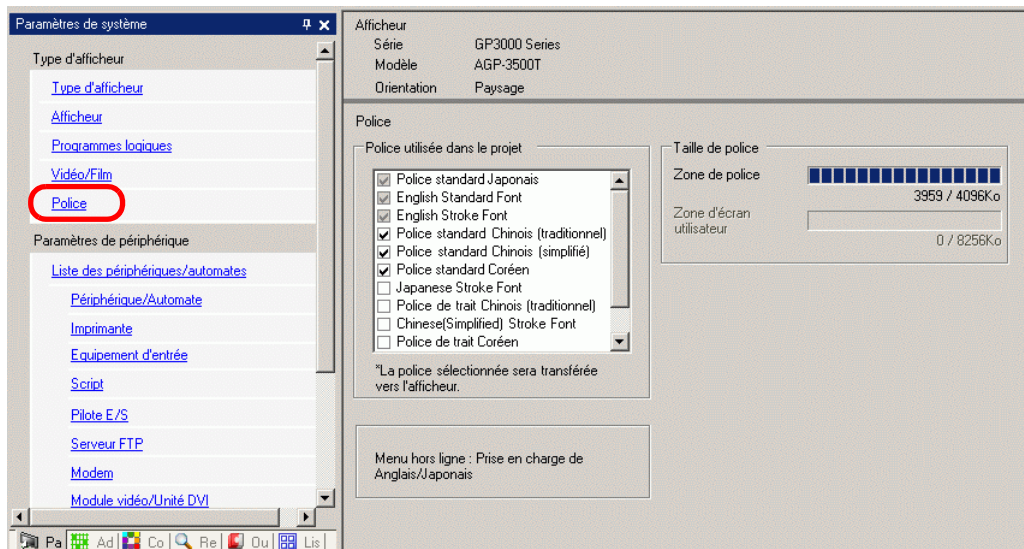 Paramètres de système
Type d'afficheur
Type d'afficheur
Afficheur
Programmes logiques
Vidéo/Film
Police
Paramètres de périphérique
Liste des périphériques/automates
Périphérique/Automate
Imprimante
Equipement d'entrée
Script
Pilote E/S
Serveur FTP
Modem
Module vidéo/Unité DVI
Pa Ad Co Re Ou Lis
Afficheur
Série GP3000 Series
Modèle AGP-3500T
Orientation Paysage
Police
Police utilisée dans le projet
Police standard Japonais
English Standard Font
English Stroke Font
Police standard Chinois (traditionnel)
Police standard Chinois (simplifié)
Police standard Coréen
Japanese Stroke Font
Police de trait Chinois (traditionnel)
Chinese(Simplified) Stroke Font
Police de trait Coréen
*La police sélectionnée sera transférée
vers l'afficheur.
Menu hors ligne : Prise en charge de
Anglais/Japonais
Taille de police
Zone de police
3959 / 4096Ko
Zone d'écran
utilisateur
0 / 8256Ko